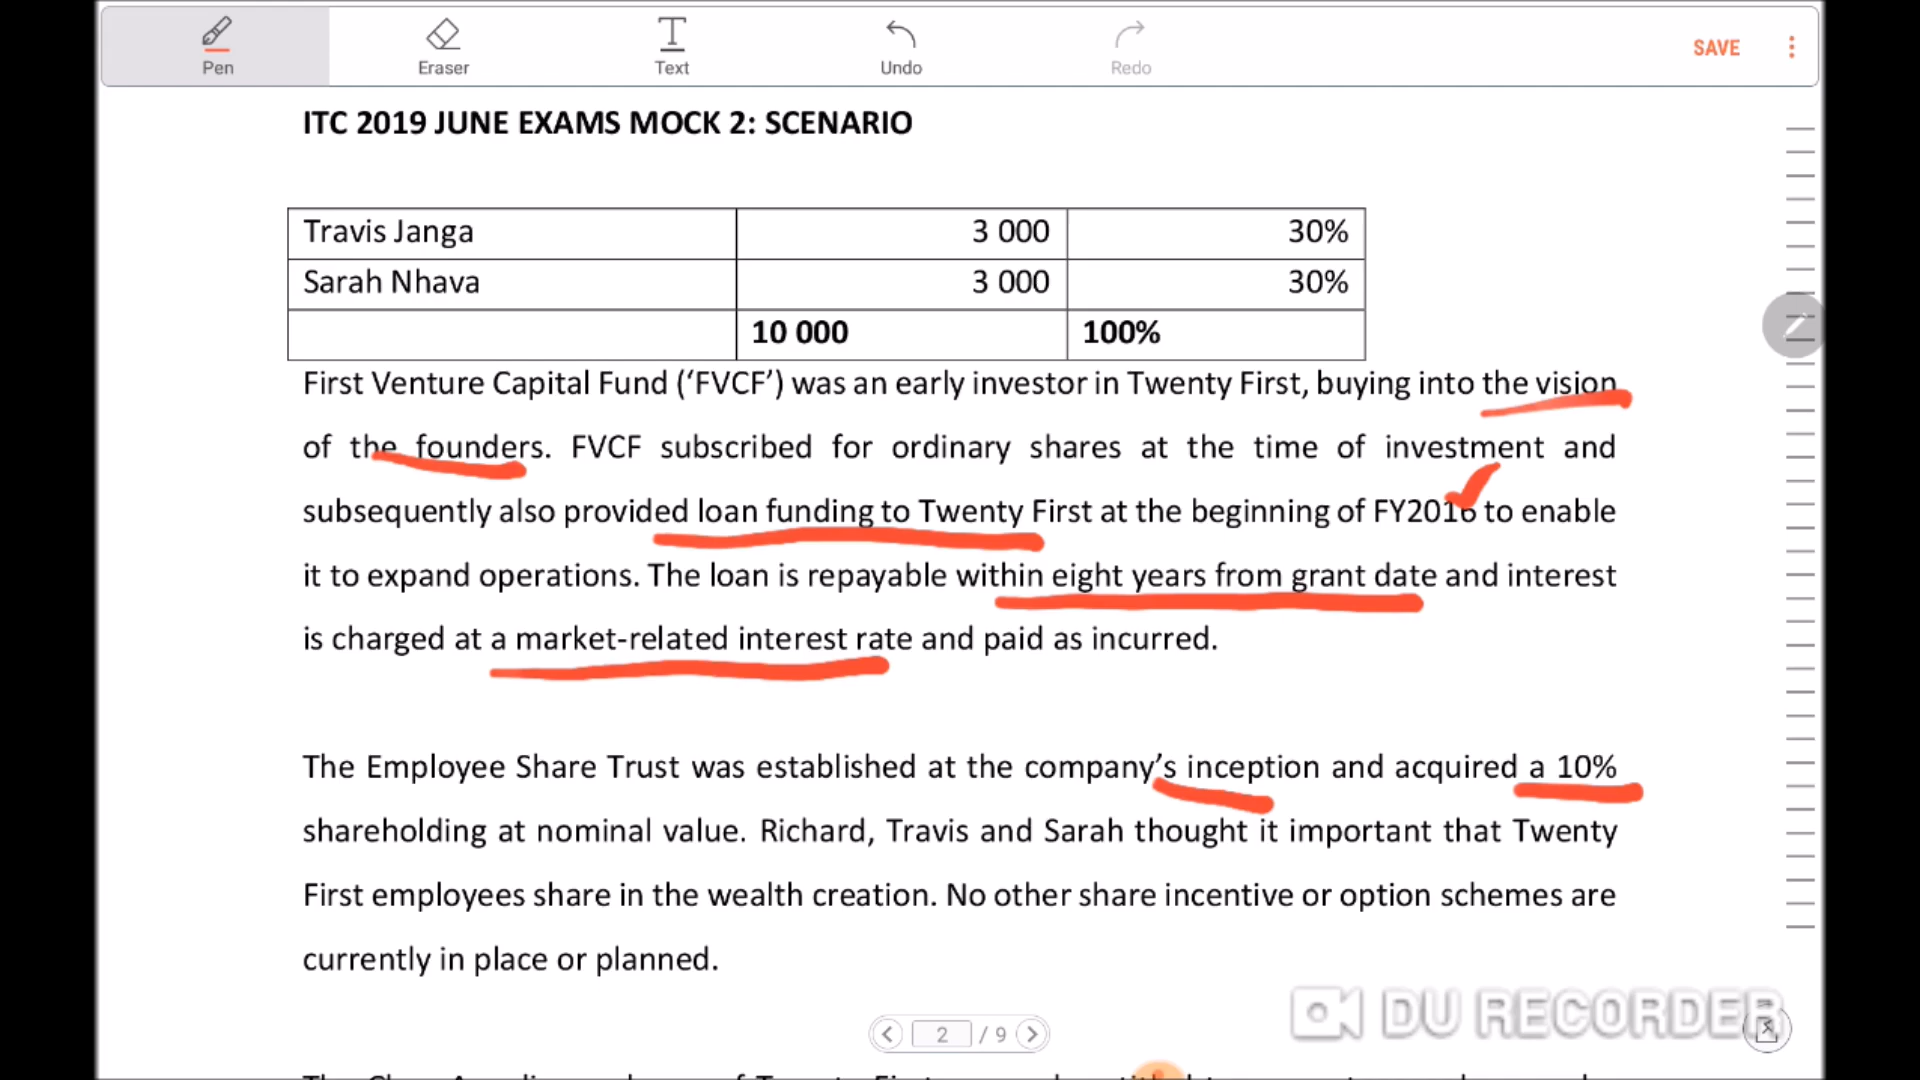 Pen
Eraser
Text
Undo
Redo
SAVE
ITC 2019 JUNE EXAMS MOCK 2: SCENARIO
Travis Janga 3 000 30%
Sarah Nhava 3 000 30%
10 000 100%
First Venture Capital Fund (‘FVCF’) was an early investor in Twenty First, buying into the vision
of the founders. FVCF subscribed for ordinary shares at the time of investment and
subsequently also provided loan funding to Twenty First at the beginning of FY2016 to enable
it to expand operations. The loan is repayable within eight years from grant date and interest
is charged at a market-related interest rate and paid as incurred.
The Employee Share Trust was established at the company’s inception and acquired a 10%
shareholding at nominal value. Richard, Travis and Sarah thought it important that Twenty
First employees share in the wealth creation. No other share incentive or option schemes are
currently in place or planned.
2 / 9
DU RECORDER